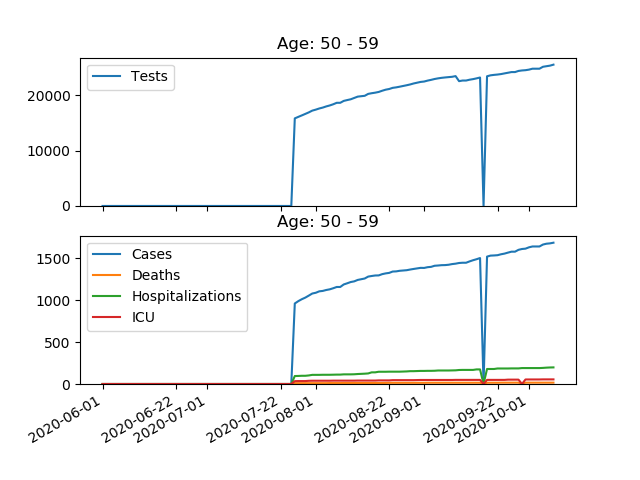 Age: 50 - 59
Tests
20000
10000
0
Age: 50 - 59
Cases
Deaths
Hospitalizations
ICU
1500
1000
500
0
2020-06-01
2020-06-22
2020-07-01
2020-07-22
2020-08-01
2020-08-22
2020-09-01
2020-09-22
2020-10-01